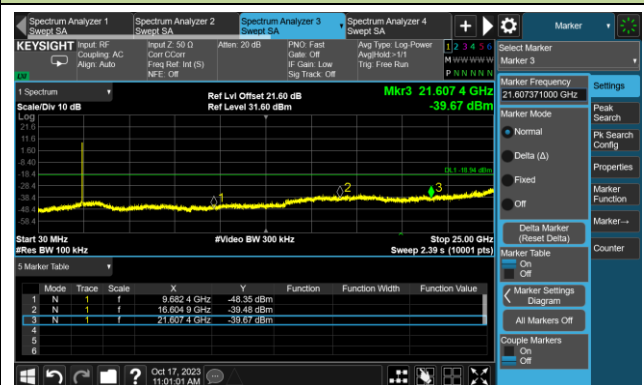 Spectrum Analyzer 1
Swept SA
Spectrum Analyzer 2
Swept SA
Spectrum Analyzer 3
Swept SA
Spectrum Analyzer 4
Swept SA
Marker
KEYSIGHT
Input: RF
Coupling: AC
Align: Auto
Input Z: 50 Ω
Corr CCorr
Freq Ref: Int (S)
NFE: Off
Atten: 20 dB
PNO: Fast
Gate: Off
IF Gain: Low
Sig Track: Off
Avg Type: Log-Power
Avg|Hold:>1/1
Trig: Free Run
1 2 3 4 5 6
M W W W W W
P N N N N N
LXI
1 Spectrum
Scale/Div 10 dB
Ref Lvl Offset 21.60 dB
Ref Level 31.60 dBm
Mkr3 21.607 4 GHz
-39.67 dBm
Log
21.6
11.6
1.60
-8.40
-18.4
-28.4
-38.4
-48.4
-58.4
DL1 -18.94 dBm
1
2
3
Start 30 MHz
#Video BW 300 kHz
Stop 25.00 GHz
#Res BW 100 kHz
Sweep 2.39 s (10001 pts)
5 Marker Table
Mode Trace Scale X Y Function Function Width Function Value
1 N 1 f 9.682 4 GHz -48.35 dBm
2 N 1 f 16.604 9 GHz -39.48 dBm
3 N 1 f 21.607 4 GHz -39.67 dBm
4
5
6
Oct 17, 2023
11:01:01 AM
Select Marker
Marker 3
Marker Frequency
21.607371000 GHz
Marker Mode
Normal
Delta (Δ)
Fixed
Off
Delta Marker
(Reset Delta)
Marker Table
On
Off
Marker Settings
Diagram
All Markers Off
Couple Markers
On
Off
Settings
Peak
Search
Pk Search
Config
Properties
Marker
Function
Marker→
Counter